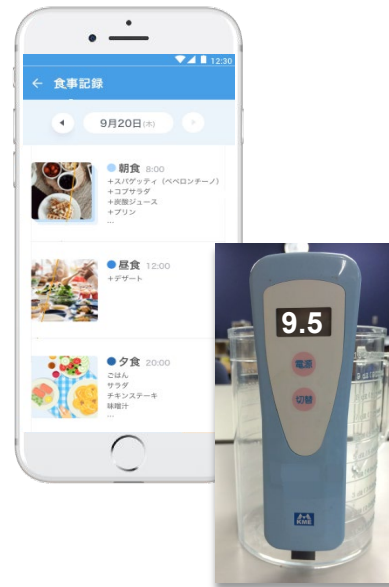 12:30
← 食事記録
9月20日(木)
朝食 8:00
+スパゲッティ（ペペロンチーノ）
+コブサラダ
+炭酸ジュース
+プリン
…
昼食 12:00
+デザート
夕食 20:00
ごはん
サラダ
チキンステーキ
味噌汁
…
9.5
電源
切替
KME